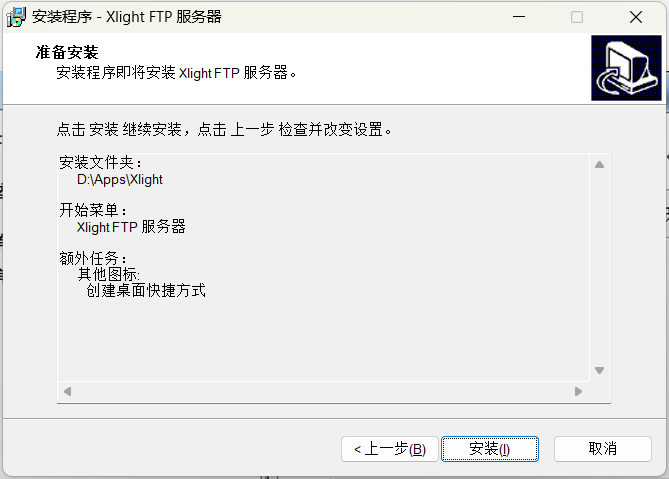 安装程序 - Xlight FTP 服务器
准备安装
安装程序即将安装 Xlight FTP 服务器。
点击 安装 继续安装，点击 上一步 检查并改变设置。
安装文件夹：
D:\Apps\Xlight
开始菜单：
Xlight FTP 服务器
额外任务：
其他图标:
创建桌面快捷方式
< 上一步(B)
安装(I)
取消